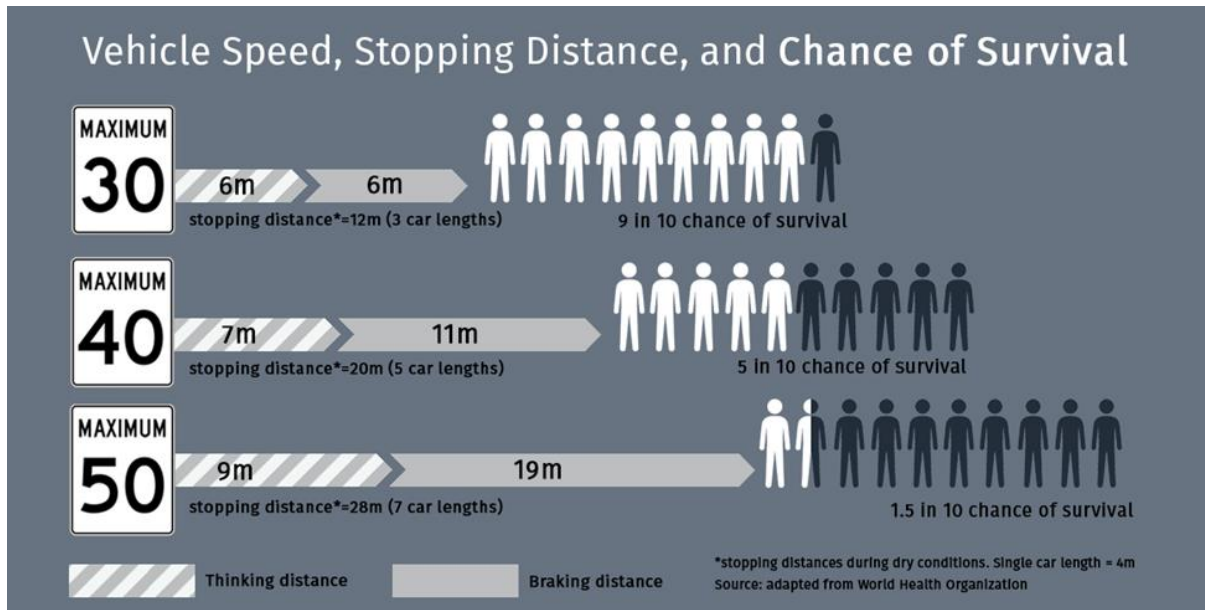 Vehicle Speed, Stopping Distance, and Chance of Survival
MAXIMUM
30
6m
6m
stopping distance*=12m (3 car lengths)
9 in 10 chance of survival
MAXIMUM
40
7m
11m
stopping distance*=20m (5 car lengths)
5 in 10 chance of survival
MAXIMUM
50
9m
19m
stopping distance*=28m (7 car lengths)
1.5 in 10 chance of survival
Thinking distance
Braking distance
*stopping distances during dry conditions. Single car length = 4m
Source: adapted from World Health Organization